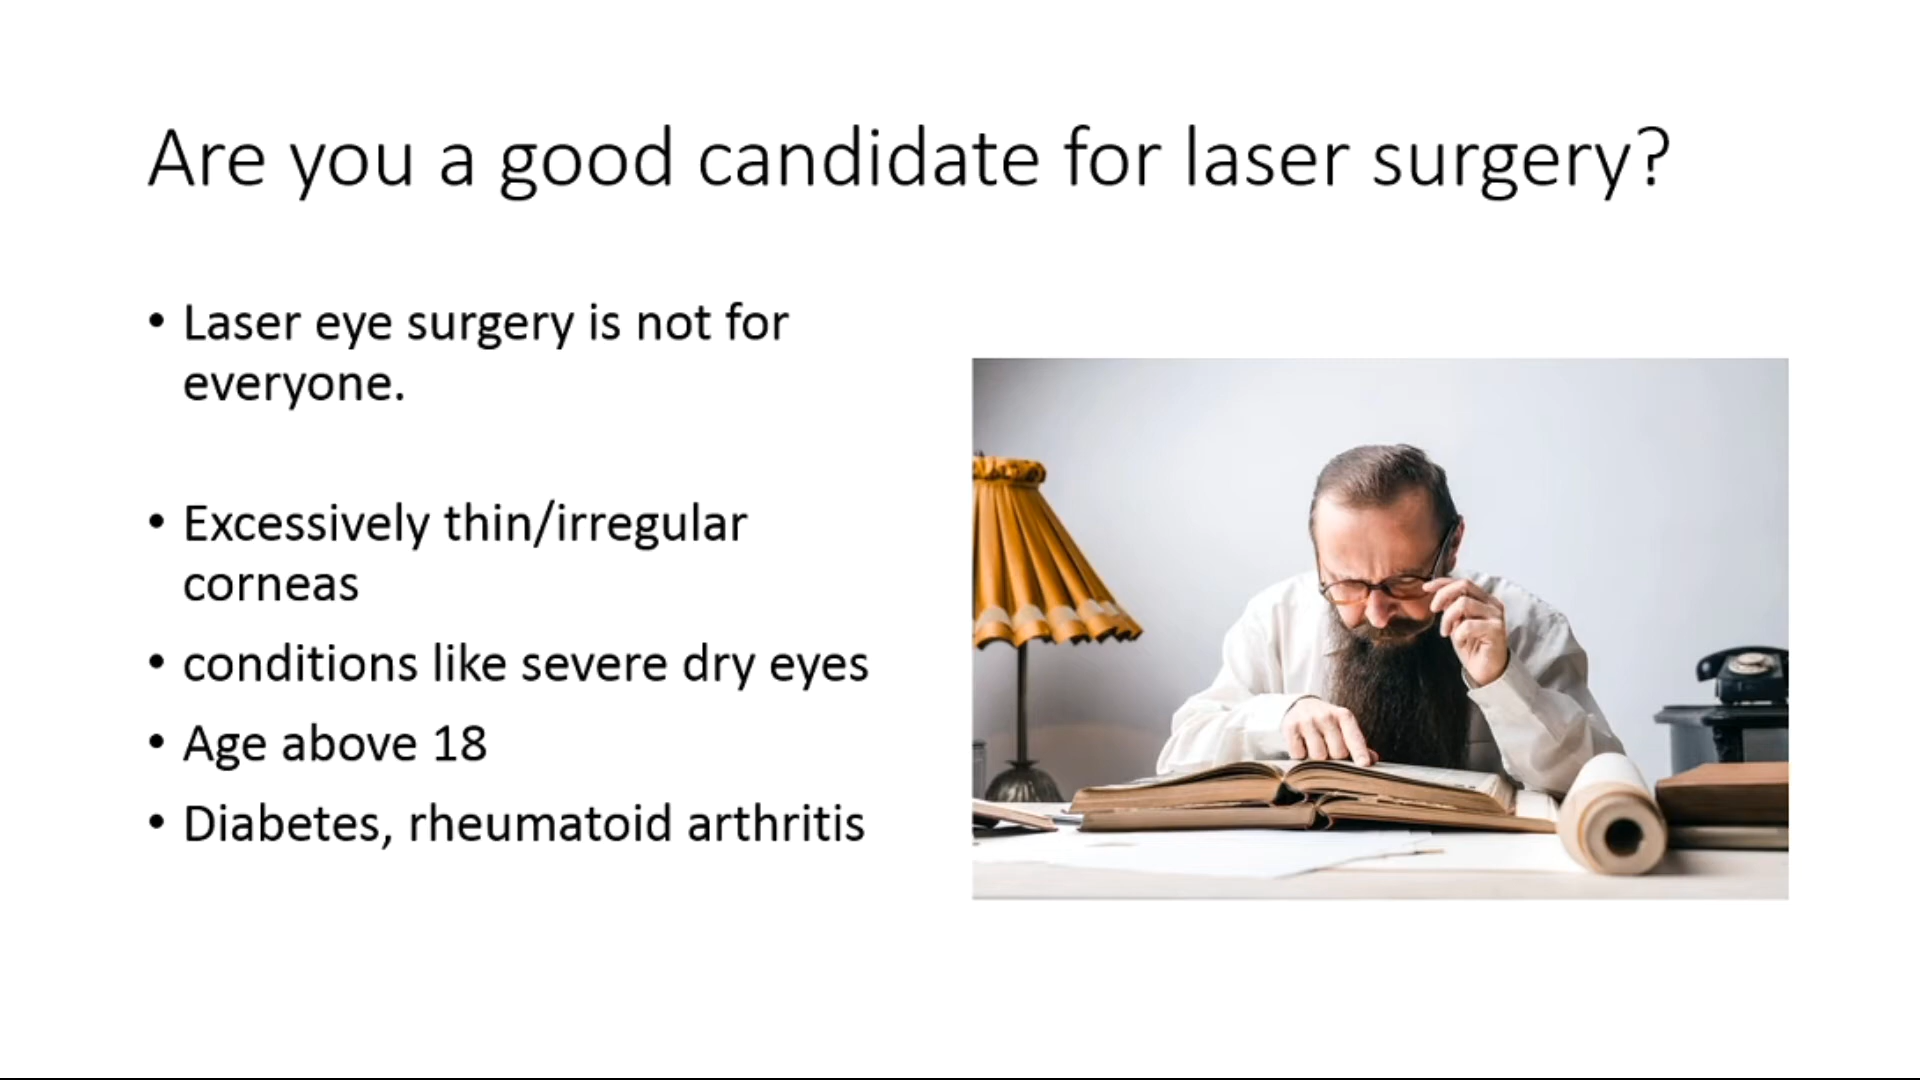 Are you a good candidate for laser surgery?
• Laser eye surgery is not for
everyone.
• Excessively thin/irregular
corneas
• conditions like severe dry eyes
• Age above 18
• Diabetes, rheumatoid arthritis